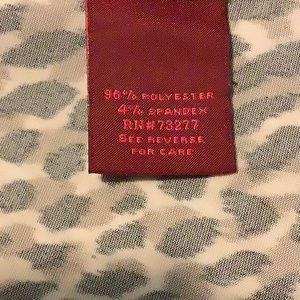 96% POLYESTER
4% SPANDEX
RN#73277
SEE REVERSE
FOR CARE